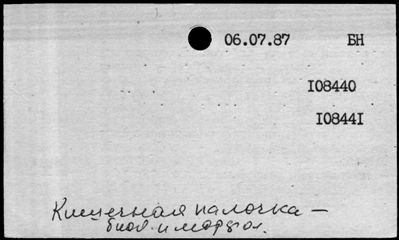 06.07.87 БН
I08440
I0844I
Кишечная палочка –
биол. и морфол.